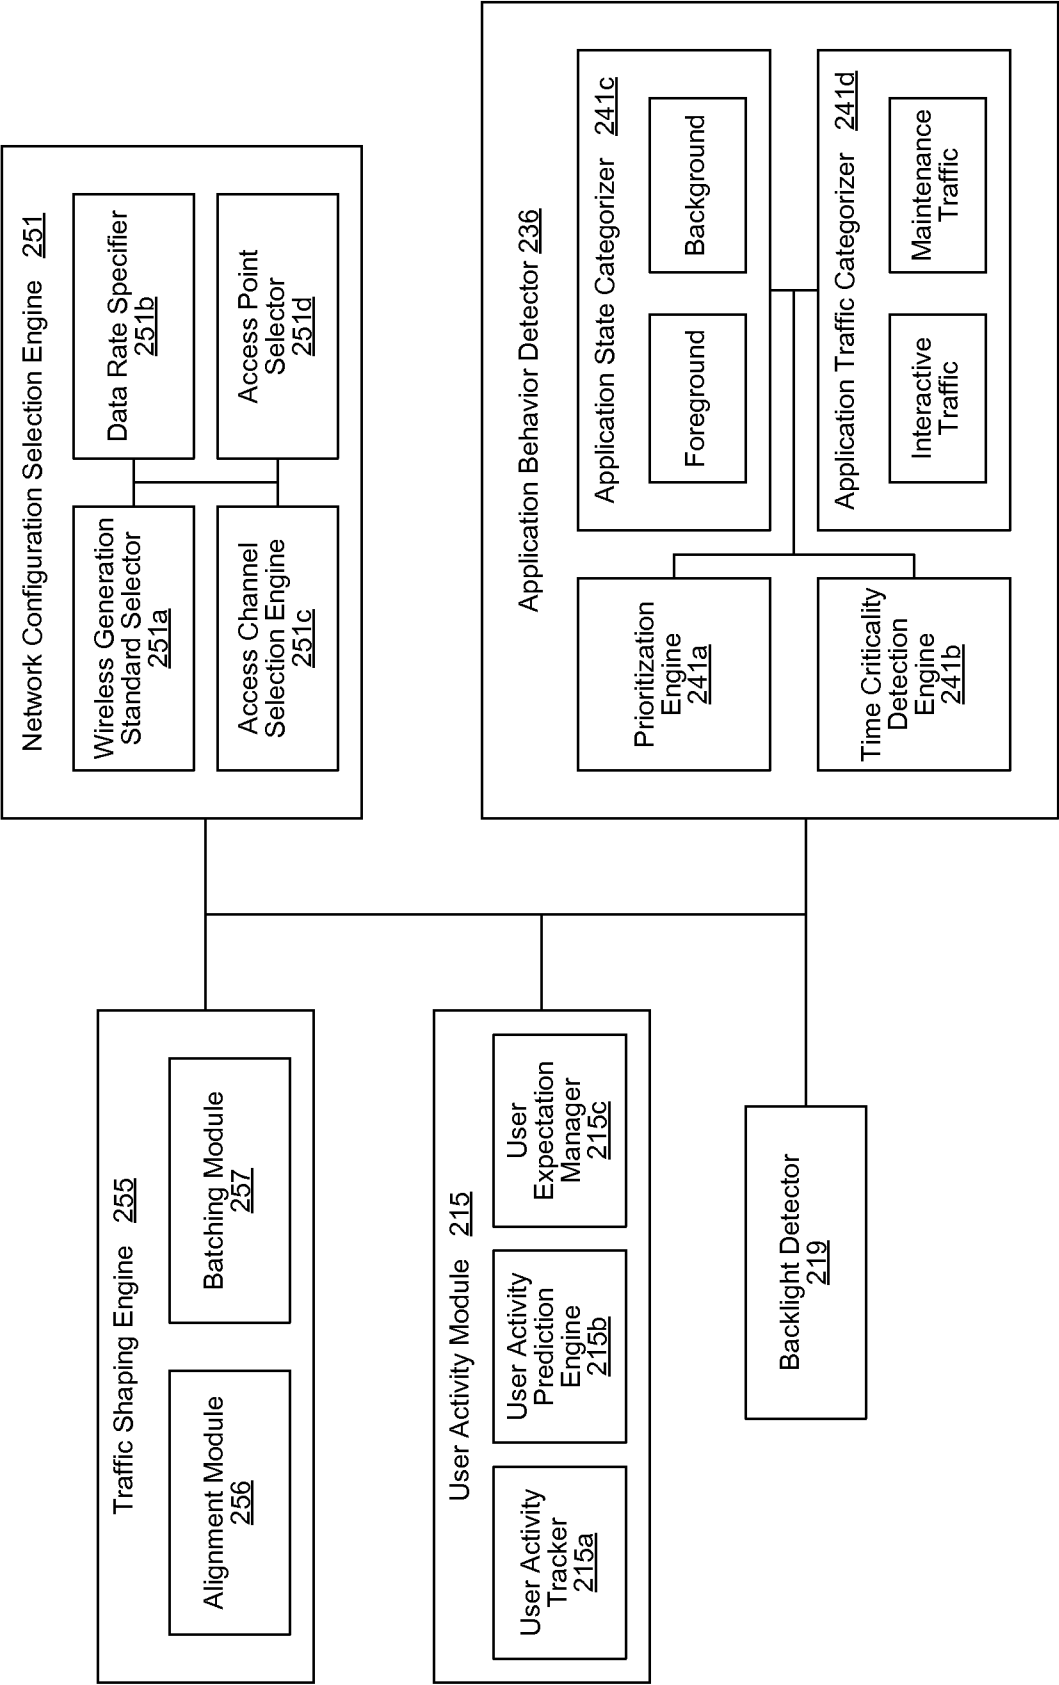 Traffic Shaping Engine 255
Alignment Module
256
Batching Module
257
Network Configuration Selection Engine 251
Wireless Generation
Standard Selector
251a
Data Rate Specifier
251b
Access Channel
Selection Engine
251c
Access Point
Selector
251d
User Activity Module 215
User Activity
Tracker
215a
User Activity
Prediction
Engine
215b
User
Expectation
Manager
215c
Application Behavior Detector 236
Prioritization
Engine
241a
Application State Categorizer 241c
Foreground
Background
Time Criticality
Detection
Engine
241b
Application Traffic Categorizer 241d
Interactive
Traffic
Maintenance
Traffic
Backlight Detector
219